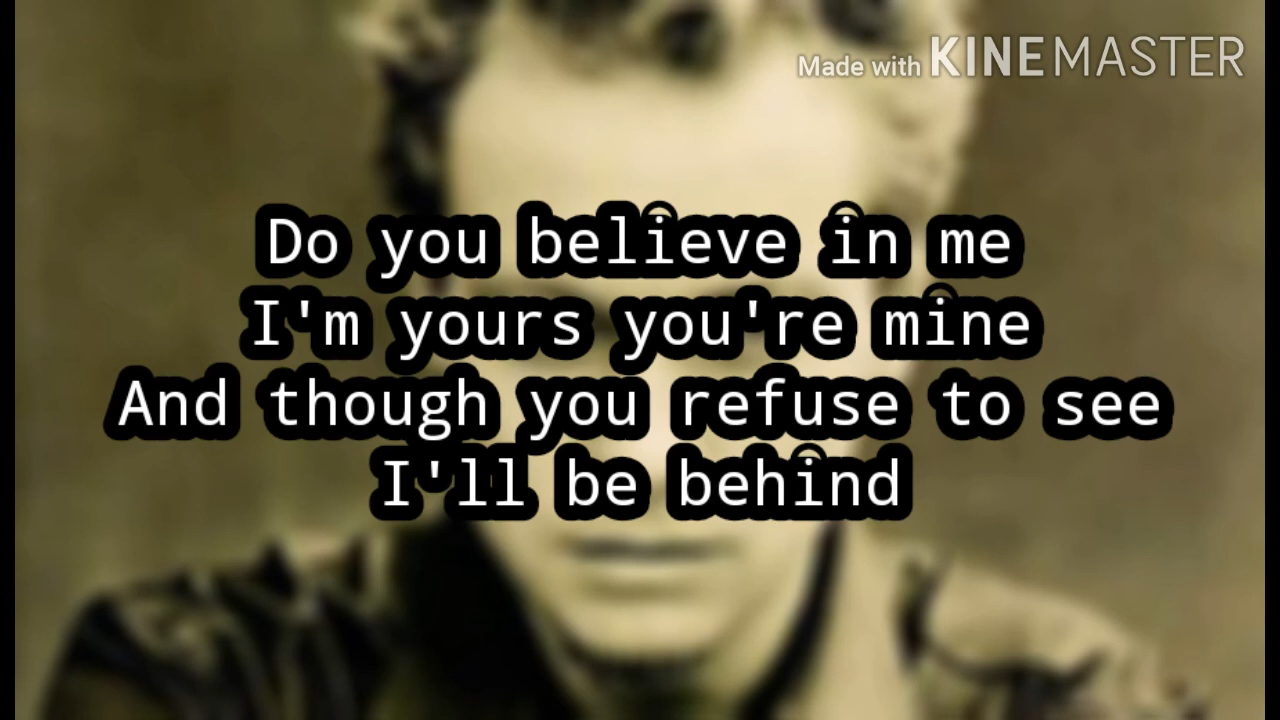 Made with KINEMASTER
Do you believe in me
I'm yours you're mine
And though you refuse to see
I'll be behind